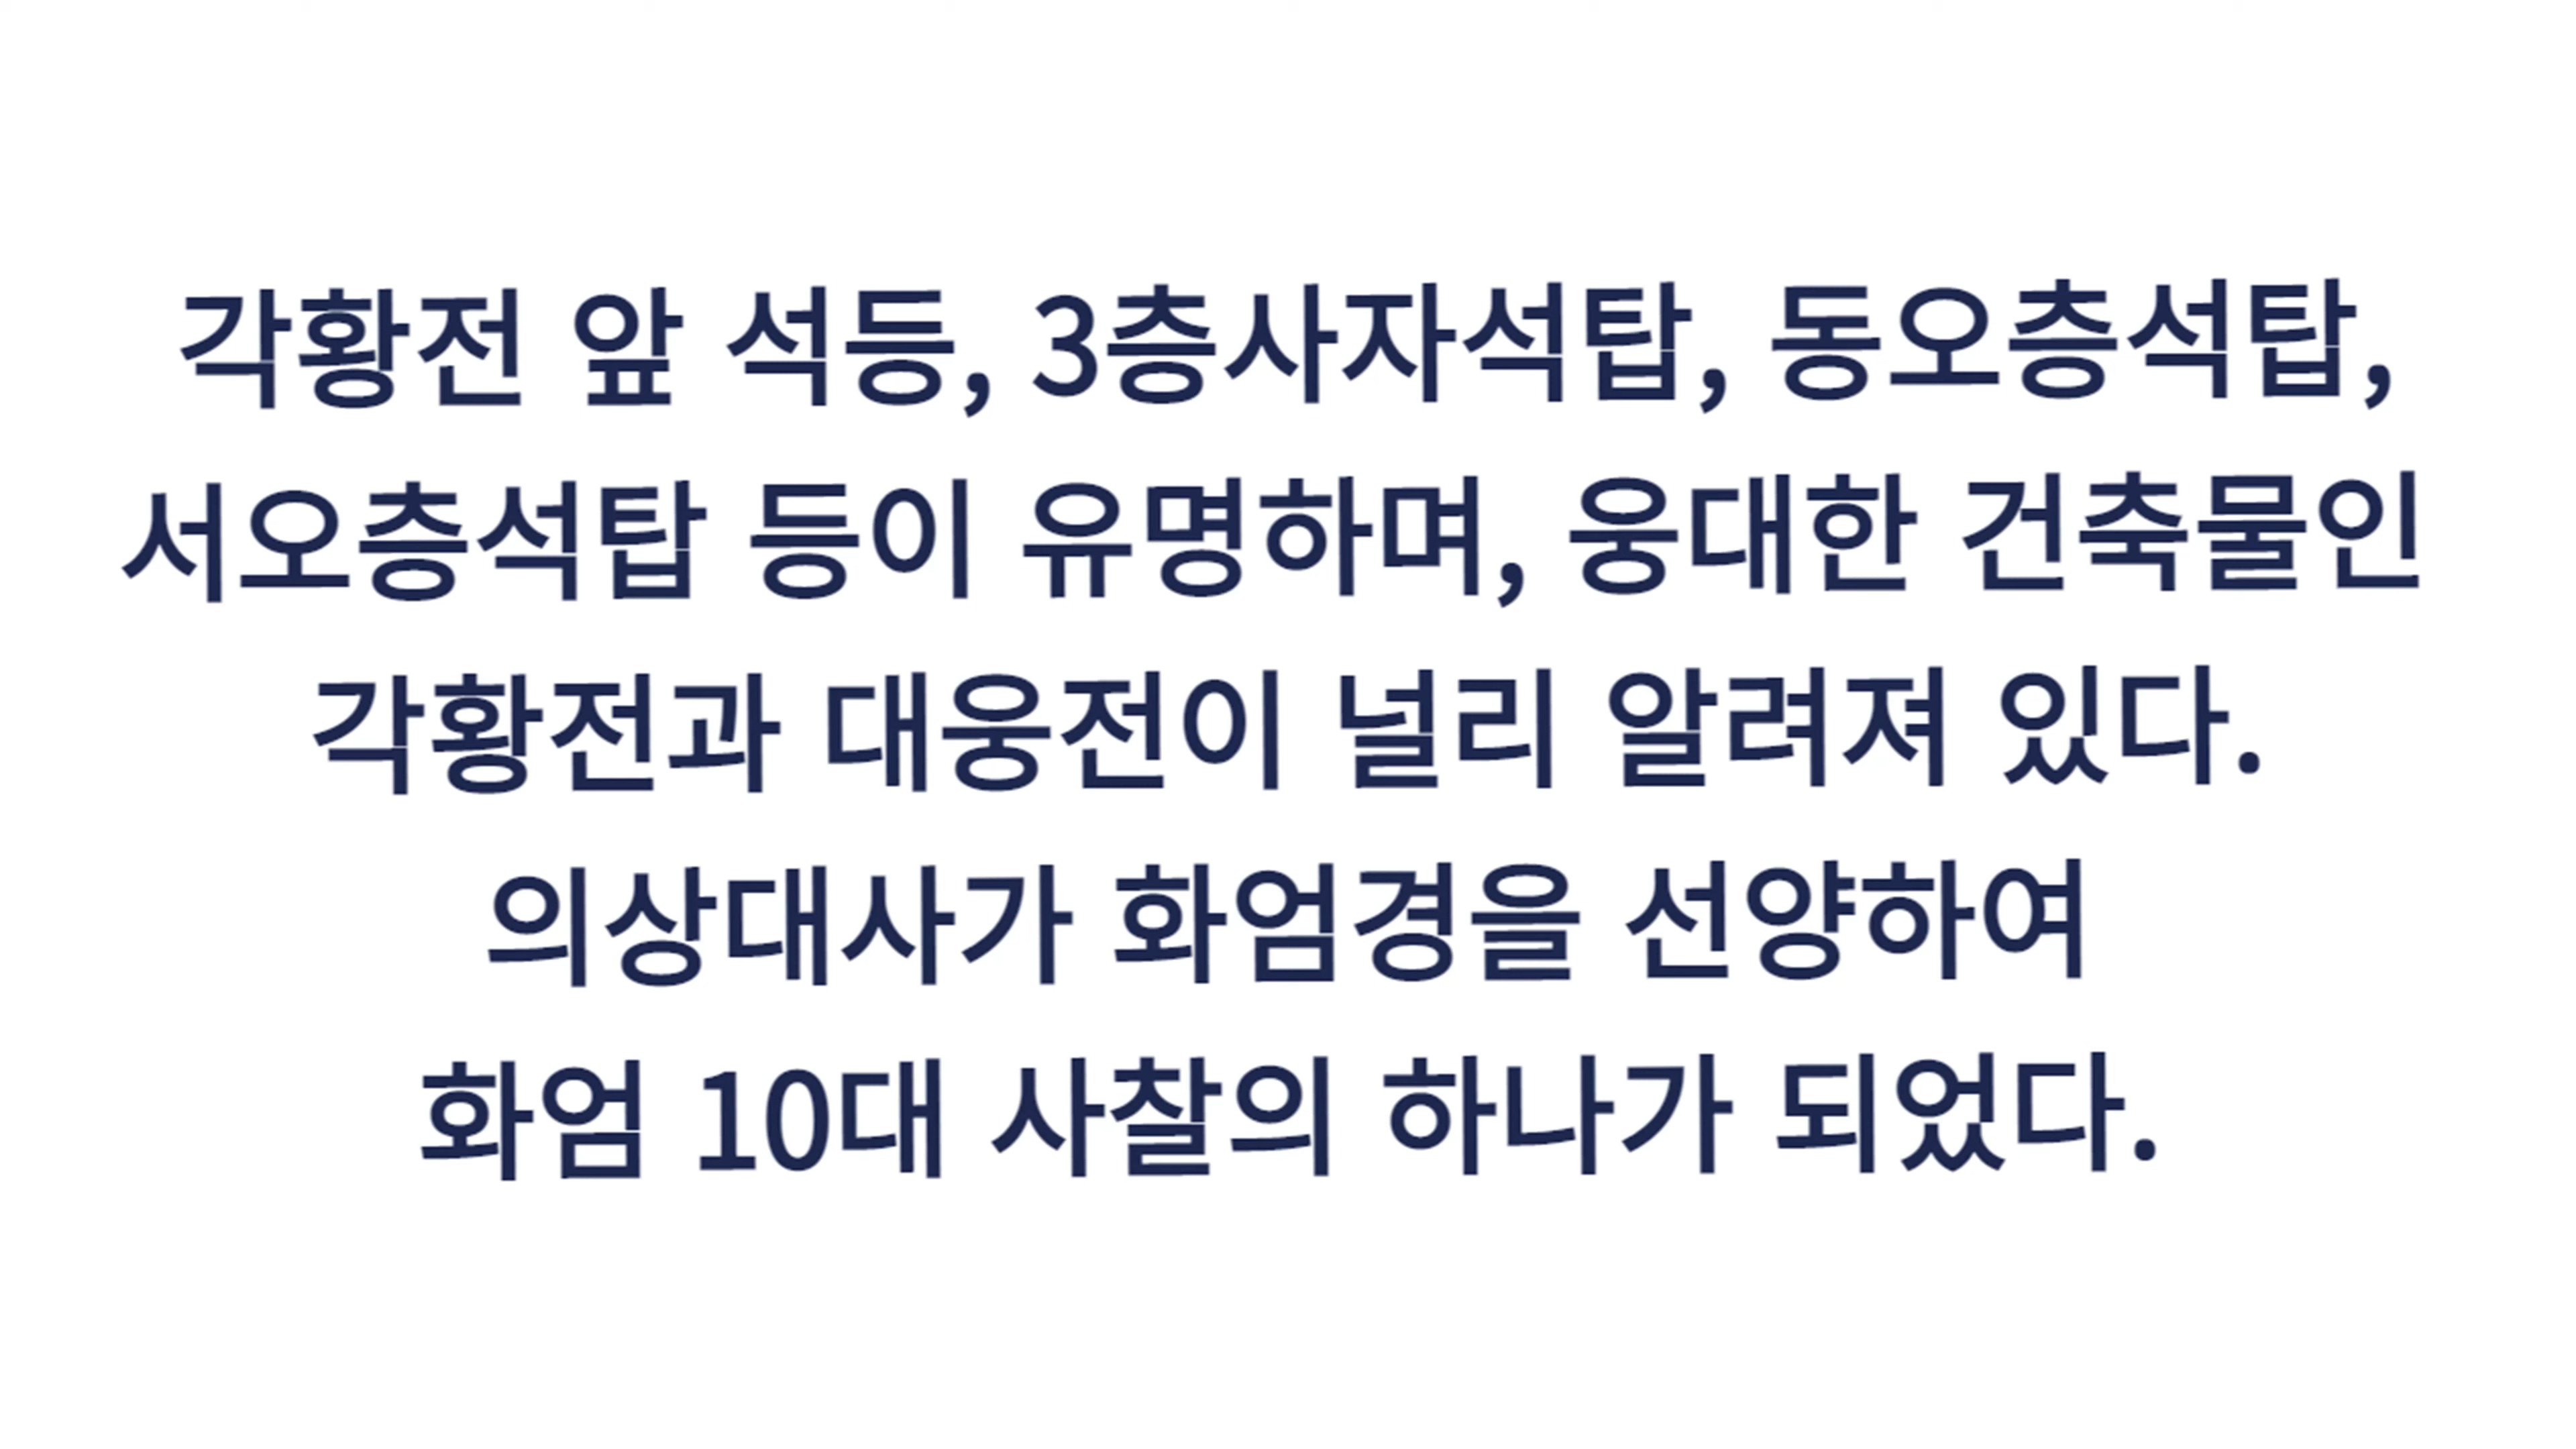 각황전 앞 석등, 3층사자석탑, 동오층석탑,
서오층석탑 등이 유명하며, 웅대한 건축물인
각황전과 대웅전이 널리 알려져 있다.
의상대사가 화엄경을 선양하여
화엄 10대 사찰의 하나가 되었다.